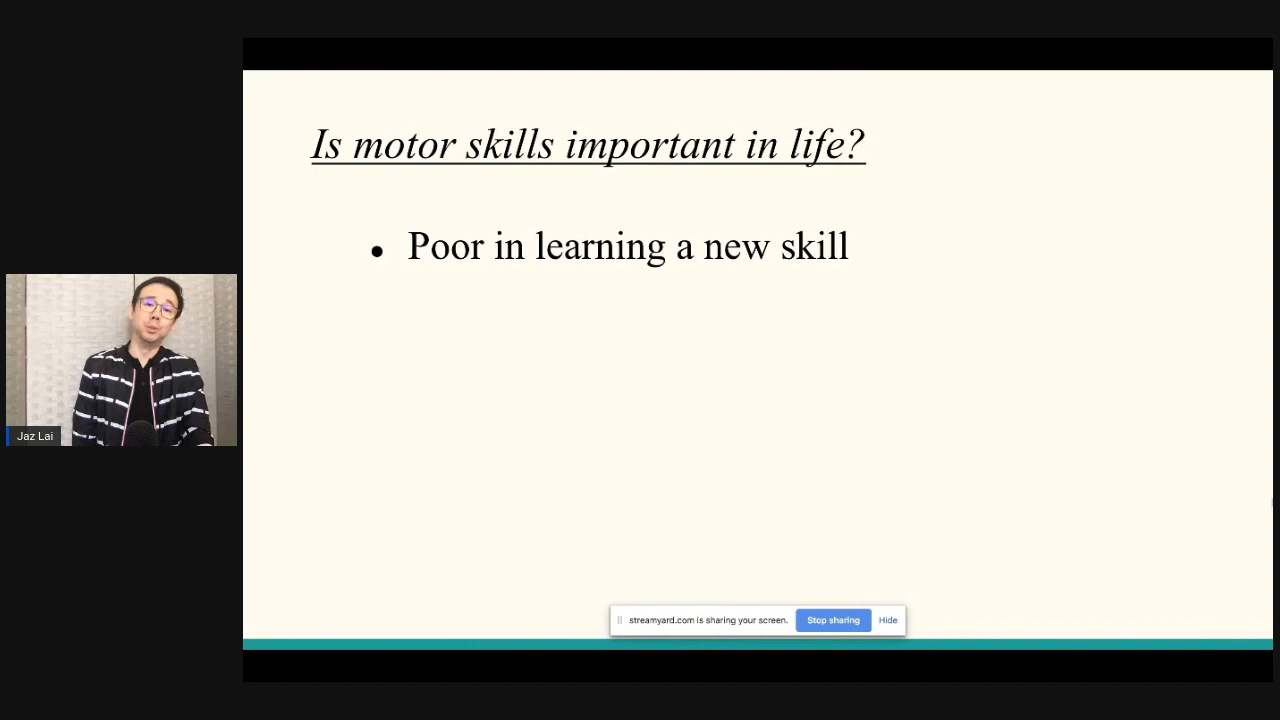 Is motor skills important in life?
● Poor in learning a new skill
Jaz Lai
streamyard.com is sharing your screen. Stop sharing Hide